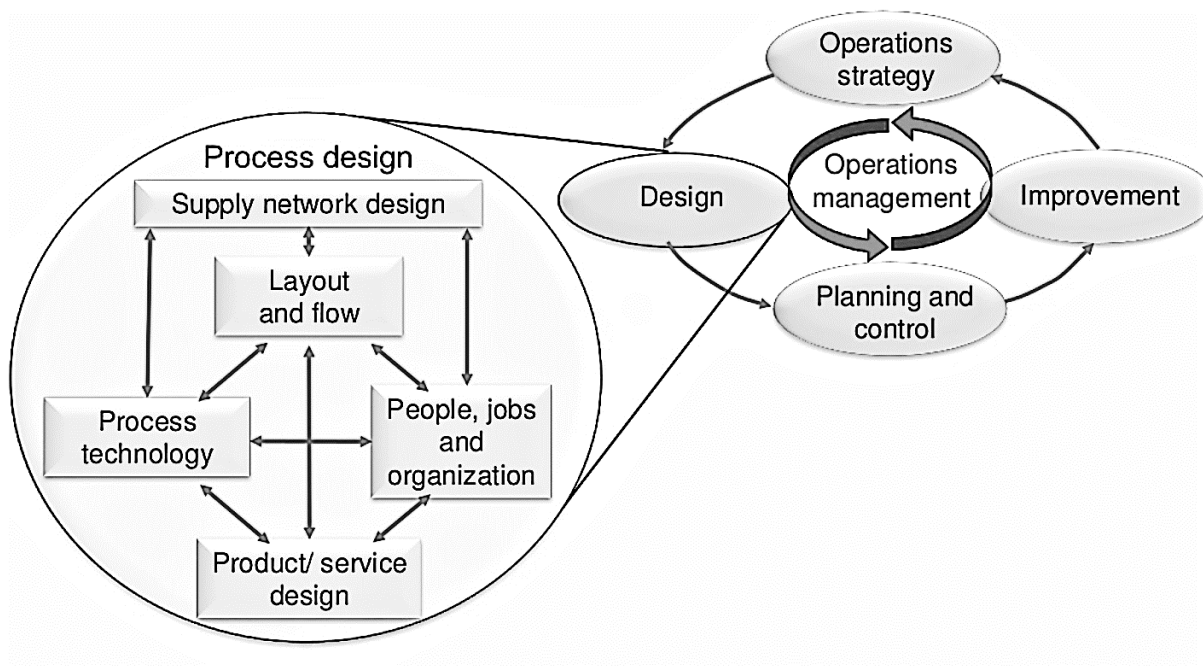 Process design
Supply network design
Layout
and flow
Process
technology
People, jobs
and
organization
Product/ service
design
Operations
strategy
Design
Operations
management
Improvement
Planning and
control